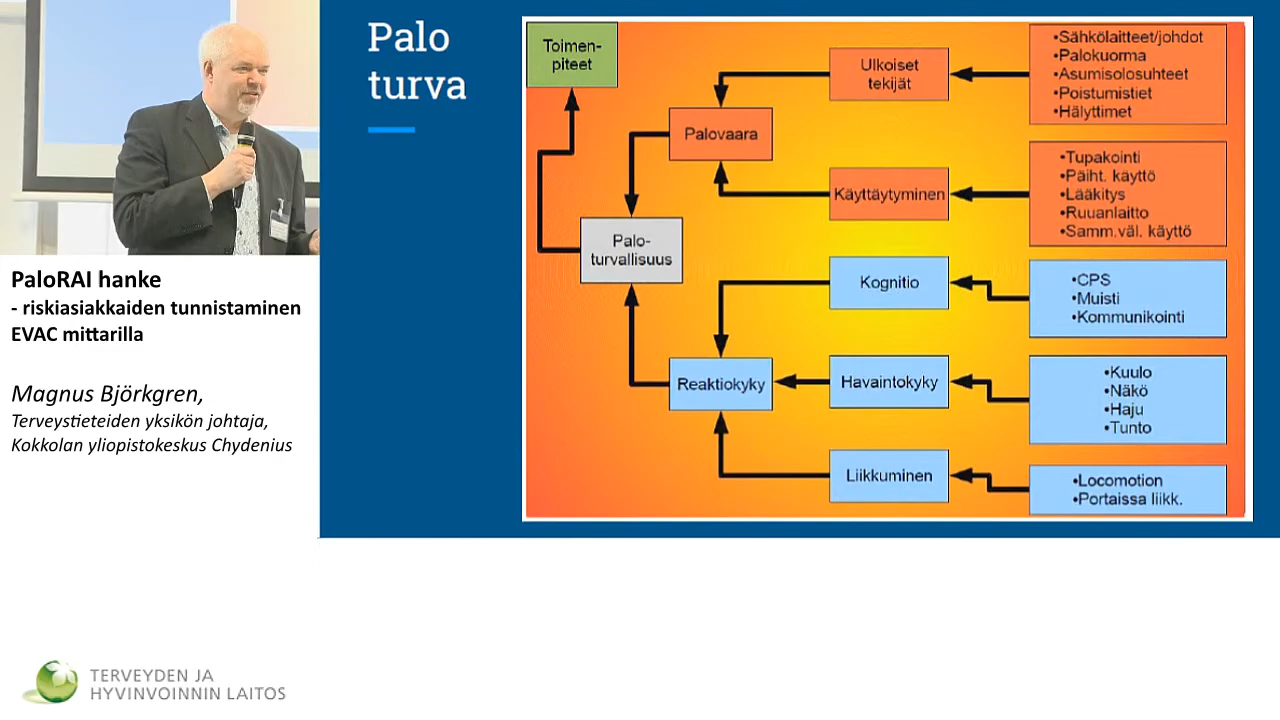 PaloRAI hanke
- riskiasiakkaiden tunnistaminen
EVAC mittarilla
Magnus Björkgren,
Terveystieteiden yksikön johtaja,
Kokkolan yliopistokeskus Chydenius
TERVEYDEN JA
HYVINVOINNIN LAITOS
Palo
turva
Toimen-
piteet
Palo-
turvallisuus
Palovaara
Reaktiokyky
Ulkoiset
tekijät
Käyttäytyminen
Kognitio
Havaintokyky
Liikkuminen
•Sähkölaitteet/johdot
•Palokuorma
•Asumisolosuhteet
•Poistumistiet
•Hälyttimet
•Tupakointi
•Päiht. käyttö
•Lääkitys
•Ruuanlaitto
•Samm.väl. käyttö
•CPS
•Muisti
•Kommunikointi
•Kuulo
•Näkö
•Haju
•Tunto
•Locomotion
•Portaissa liikk.